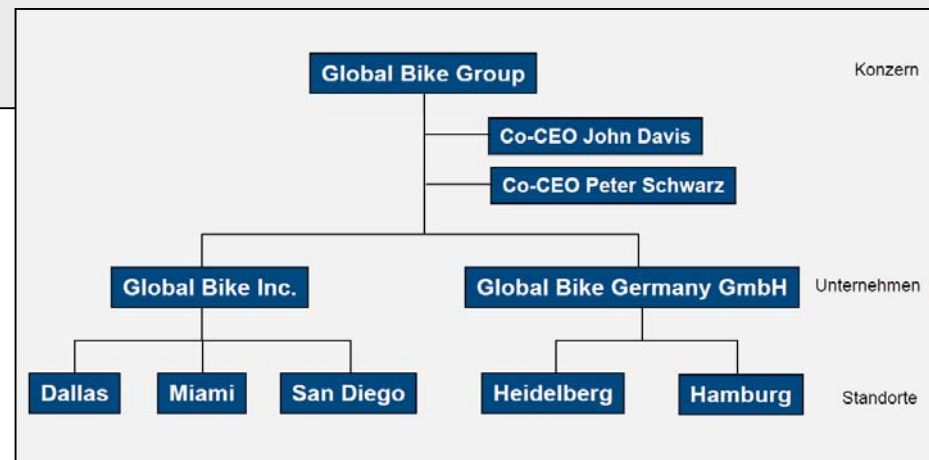 Global Bike Group
Konzern
Co-CEO John Davis
Co-CEO Peter Schwarz
Global Bike Inc.
Global Bike Germany GmbH
Unternehmen
Dallas
Miami
San Diego
Heidelberg
Hamburg
Standorte